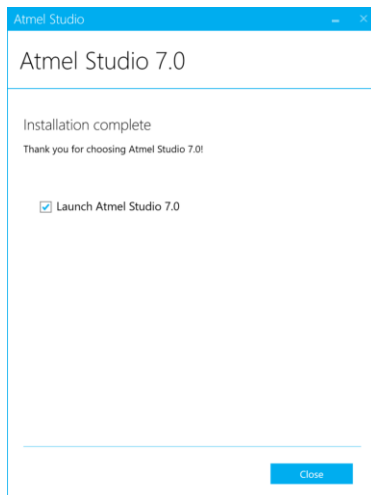 Atmel Studio
Atmel Studio 7.0
Installation complete
Thank you for choosing Atmel Studio 7.0!
Launch Atmel Studio 7.0
Close